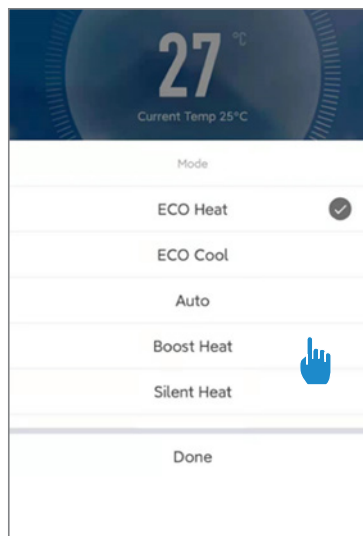 27 °C
Current Temp 25°C
Mode
ECO Heat
ECO Cool
Auto
Boost Heat
Silent Heat
Done